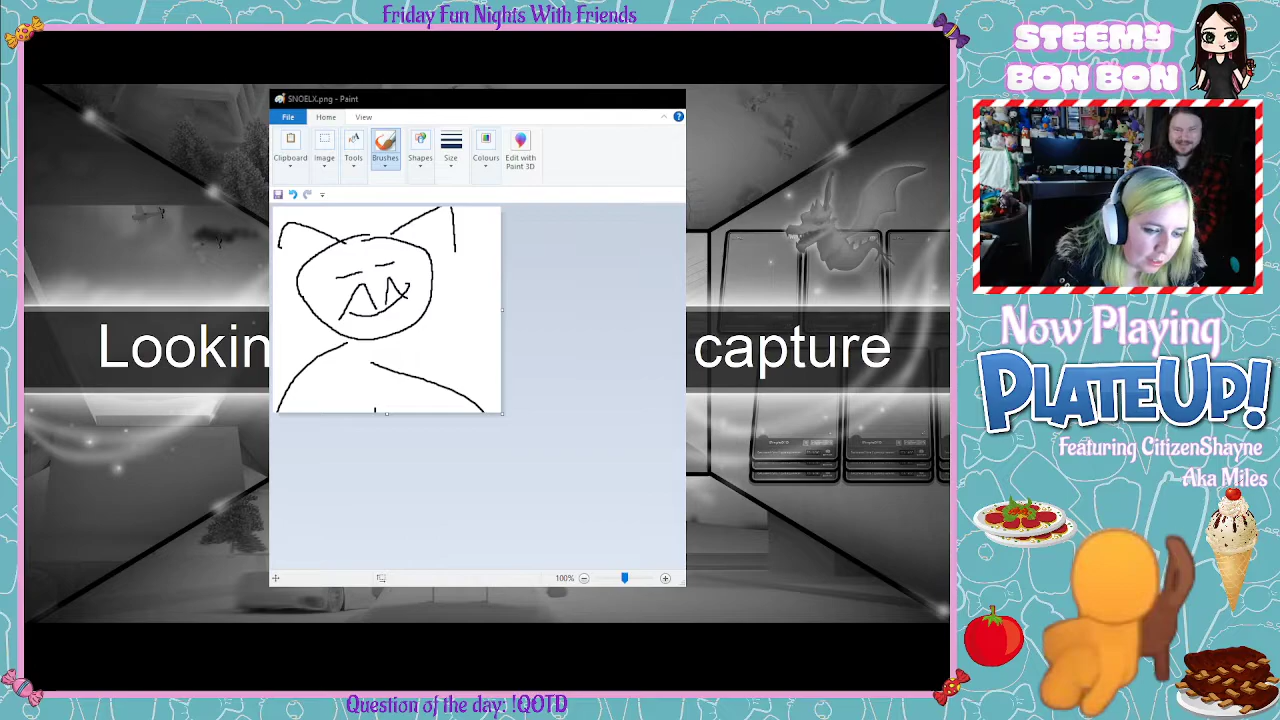 Friday Fun Nights With Friends
STEEMY
BON BON
SNOELX.png - Paint
File Home View
Clipboard Image Tools Brushes Shapes Size Colours Edit with
Paint 3D
Lookin capture
Now Playing
PLATEUP!
Featuring CitizenShayne
Aka Miles
100%
Question of the day: !QOTD